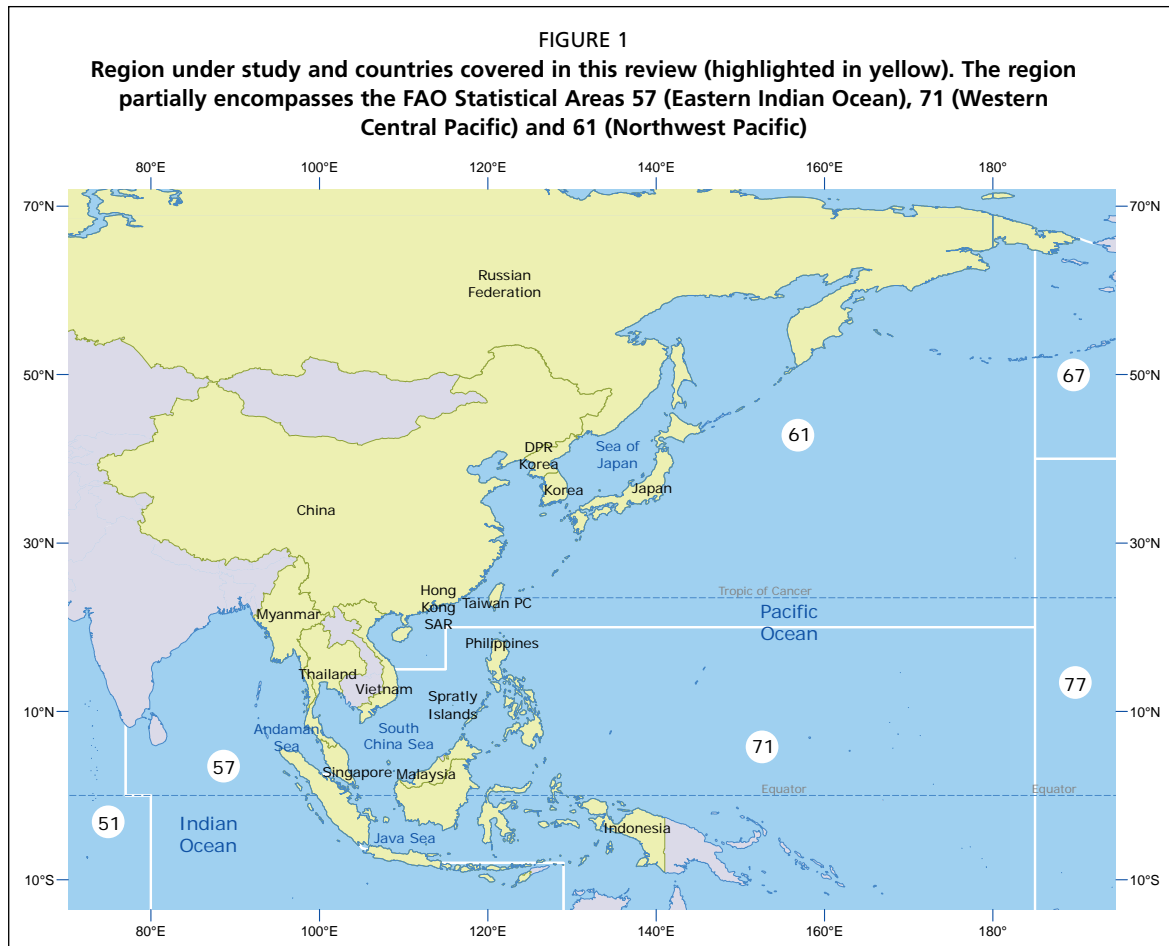 FIGURE 1
Region under study and countries covered in this review (highlighted in yellow). The region
partially encompasses the FAO Statistical Areas 57 (Eastern Indian Ocean), 71 (Western
Central Pacific) and 61 (Northwest Pacific)
80°E 100°E 120°E 140°E 160°E 180°
70°N 70°N
Russian
Federation
50°N 67 50°N
61
DPR
Korea
Sea of
Japan
Korea
Japan
China
30°N 30°N
Hong
Kong
SAR
Taiwan PC
Tropic of Cancer
Pacific
Ocean
Myanmar
Philippines
Thailand
Vietnam
77
Spratly
Islands
10°N 10°N
Andaman
Sea
South
China Sea
71
57
Singapore
Malaysia
Equator Equator
51
Indian
Ocean
Java Sea
Indonesia
10°S 10°S
80°E 100°E 120°E 140°E 160°E 180°